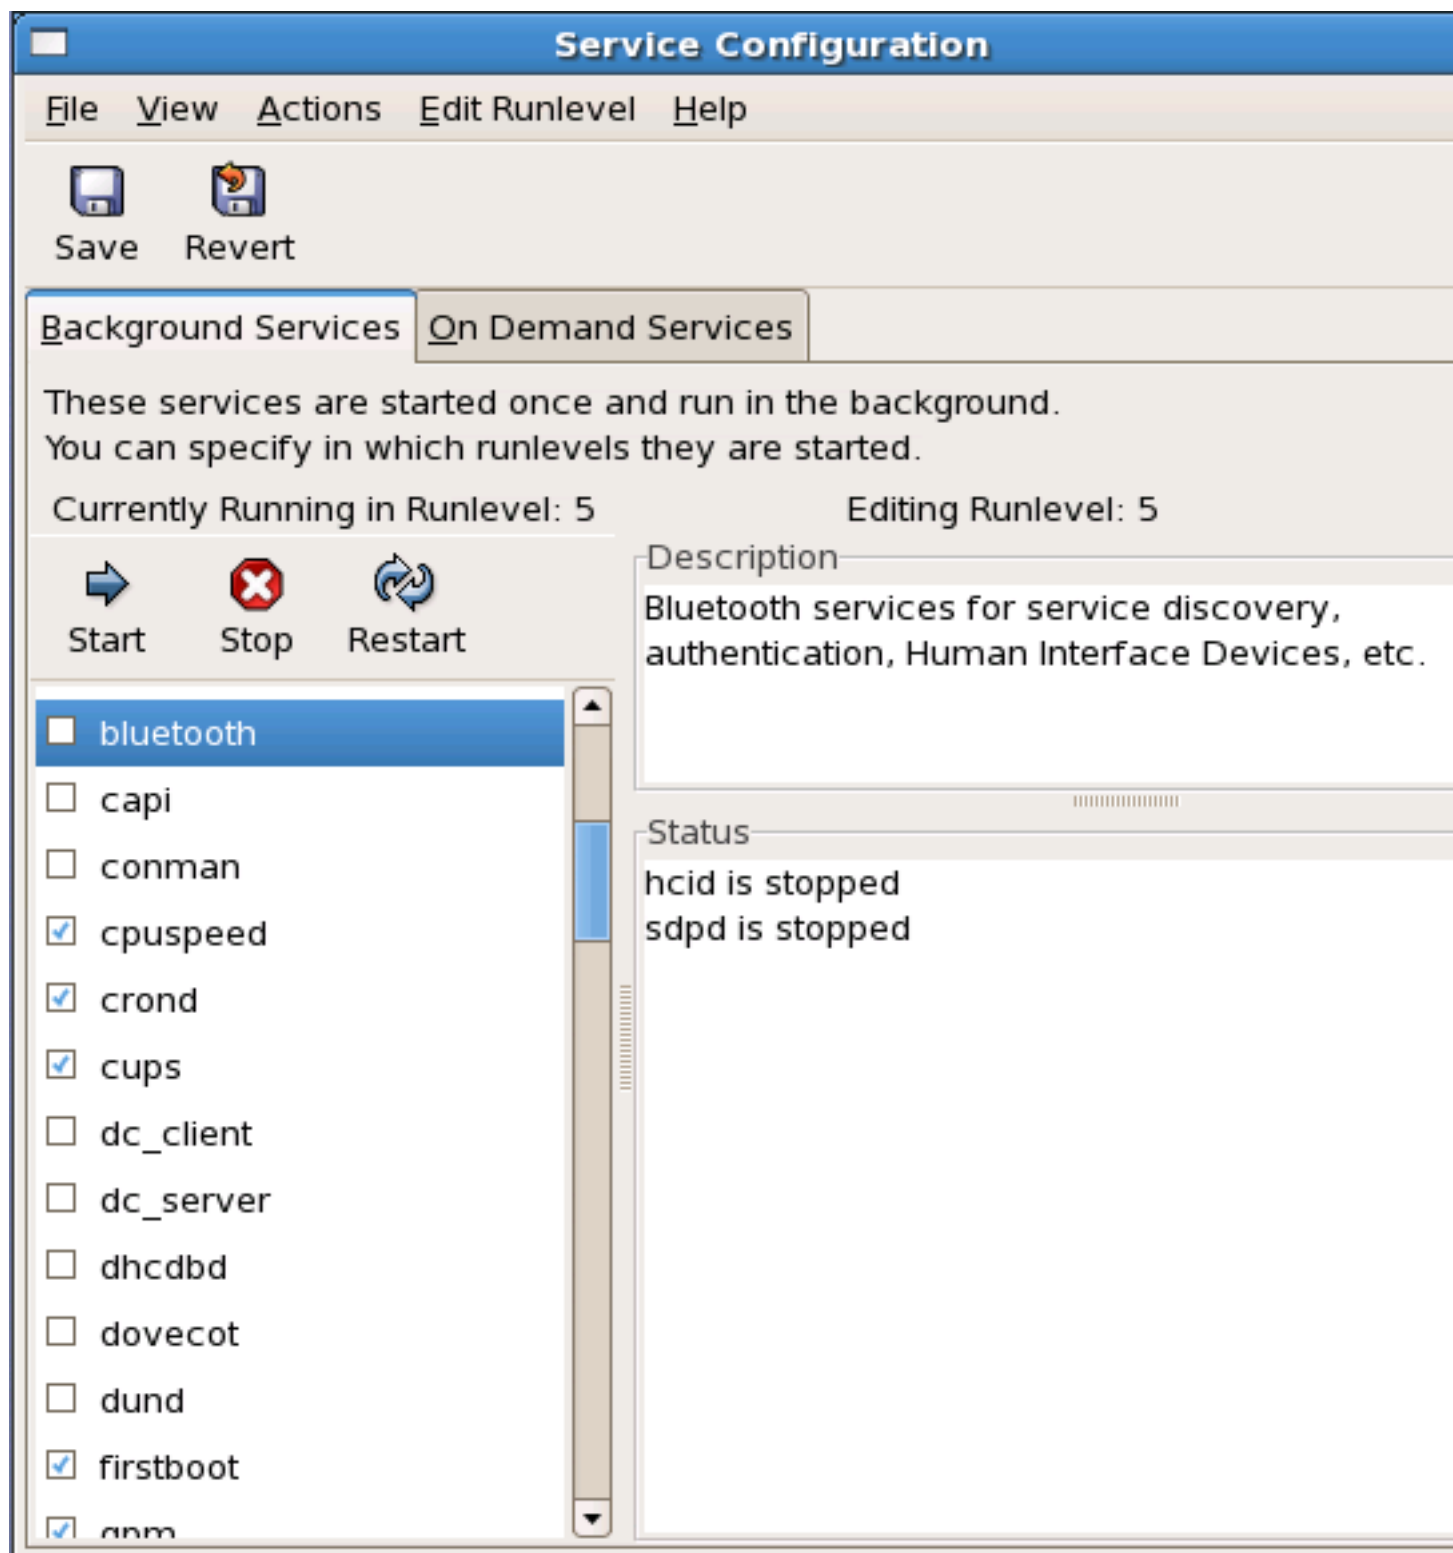 Service Configuration
File View Actions Edit Runlevel Help
Save Revert
Background Services On Demand Services
These services are started once and run in the background.
You can specify in which runlevels they are started.
Currently Running in Runlevel: 5
Editing Runlevel: 5
Start Stop Restart
bluetooth
capi
conman
cpuspeed
crond
cups
dc_client
dc_server
dhcdbd
dovecot
dund
firstboot
gpm
Description
Bluetooth services for service discovery,
authentication, Human Interface Devices, etc.
Status
hcid is stopped
sdpd is stopped